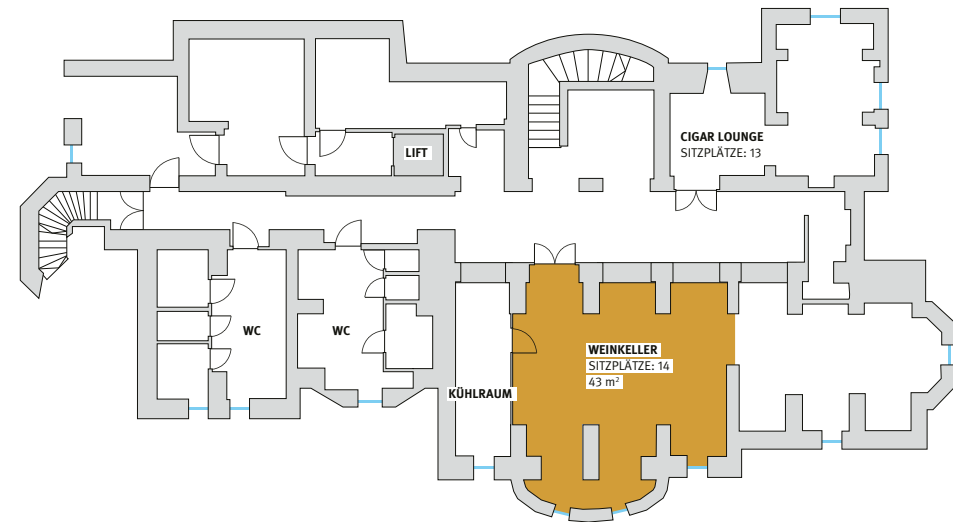 LIFT
CIGAR LOUNGE
SITZPLÄTZE: 13
WC
WC
WEINKELLER
SITZPLÄTZE: 14
43 m²
KÜHLRAUM